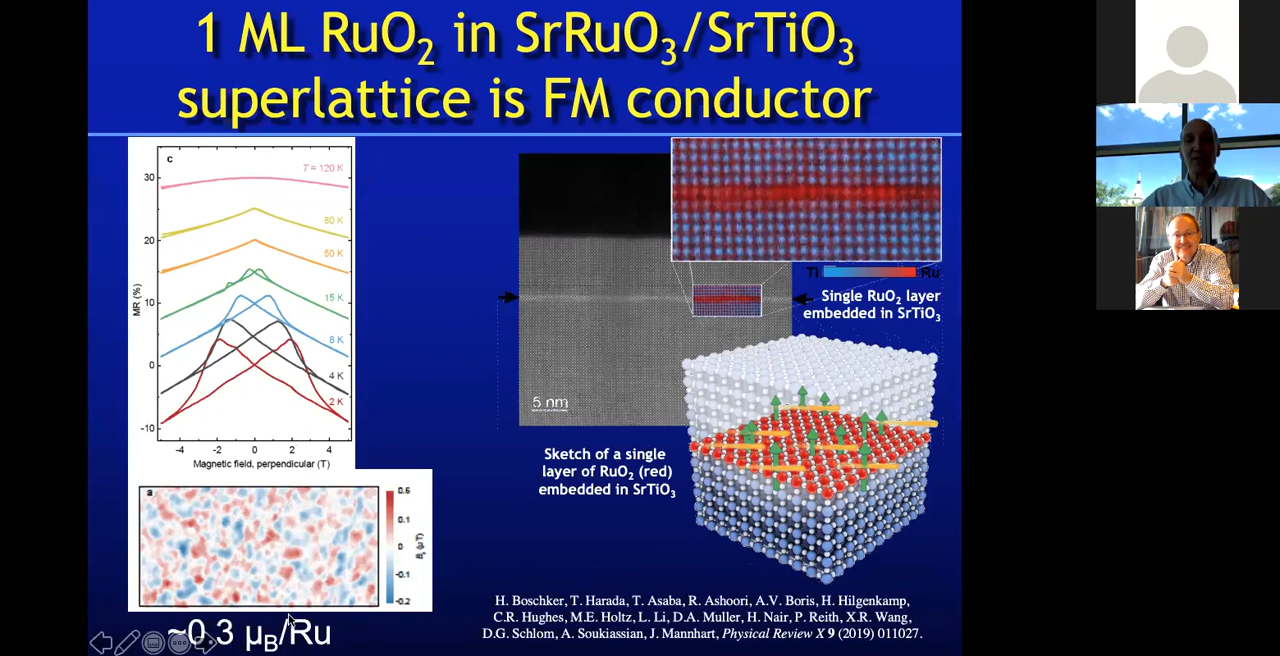 1 ML RuO₂ in SrRuO₃/SrTiO₃
superlattice is FM conductor
c
T = 120 K
80 K
50 K
15 K
8 K
4 K
2 K
30
20
10
0
-10
MR (%)
-4 -2 0 2 4
Magnetic field, perpendicular (T)
5 nm
Ti Ru
Single RuO₂ layer
embedded in SrTiO₃
Sketch of a single
layer of RuO₂ (red)
embedded in SrTiO₃
a
0.6
0.1
0
-0.1
-0.2
~0.3 μB/Ru
H. Boschker, T. Harada, T. Asaba, R. Ashoori, A.V. Boris, H. Hilgenkamp,
C.R. Hughes, M.E. Holtz, L. Li, D.A. Muller, H. Nair, P. Reith, X.R. Wang,
D.G. Schlom, A. Soukiassian, J. Mannhart, Physical Review X 9 (2019) 011027.